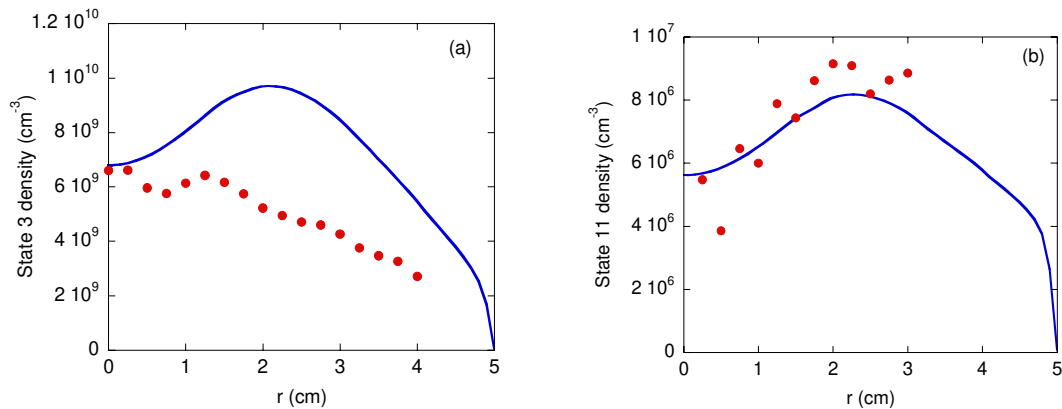 1.2 10^10
1 10^10
8 10^9
6 10^9
4 10^9
2 10^9
0
0 1 2 3 4 5
State 3 density (cm^-3)
r (cm)
(a)
1 10^7
8 10^6
6 10^6
4 10^6
2 10^6
0
0 1 2 3 4 5
State 11 density (cm^-3)
r (cm)
(b)